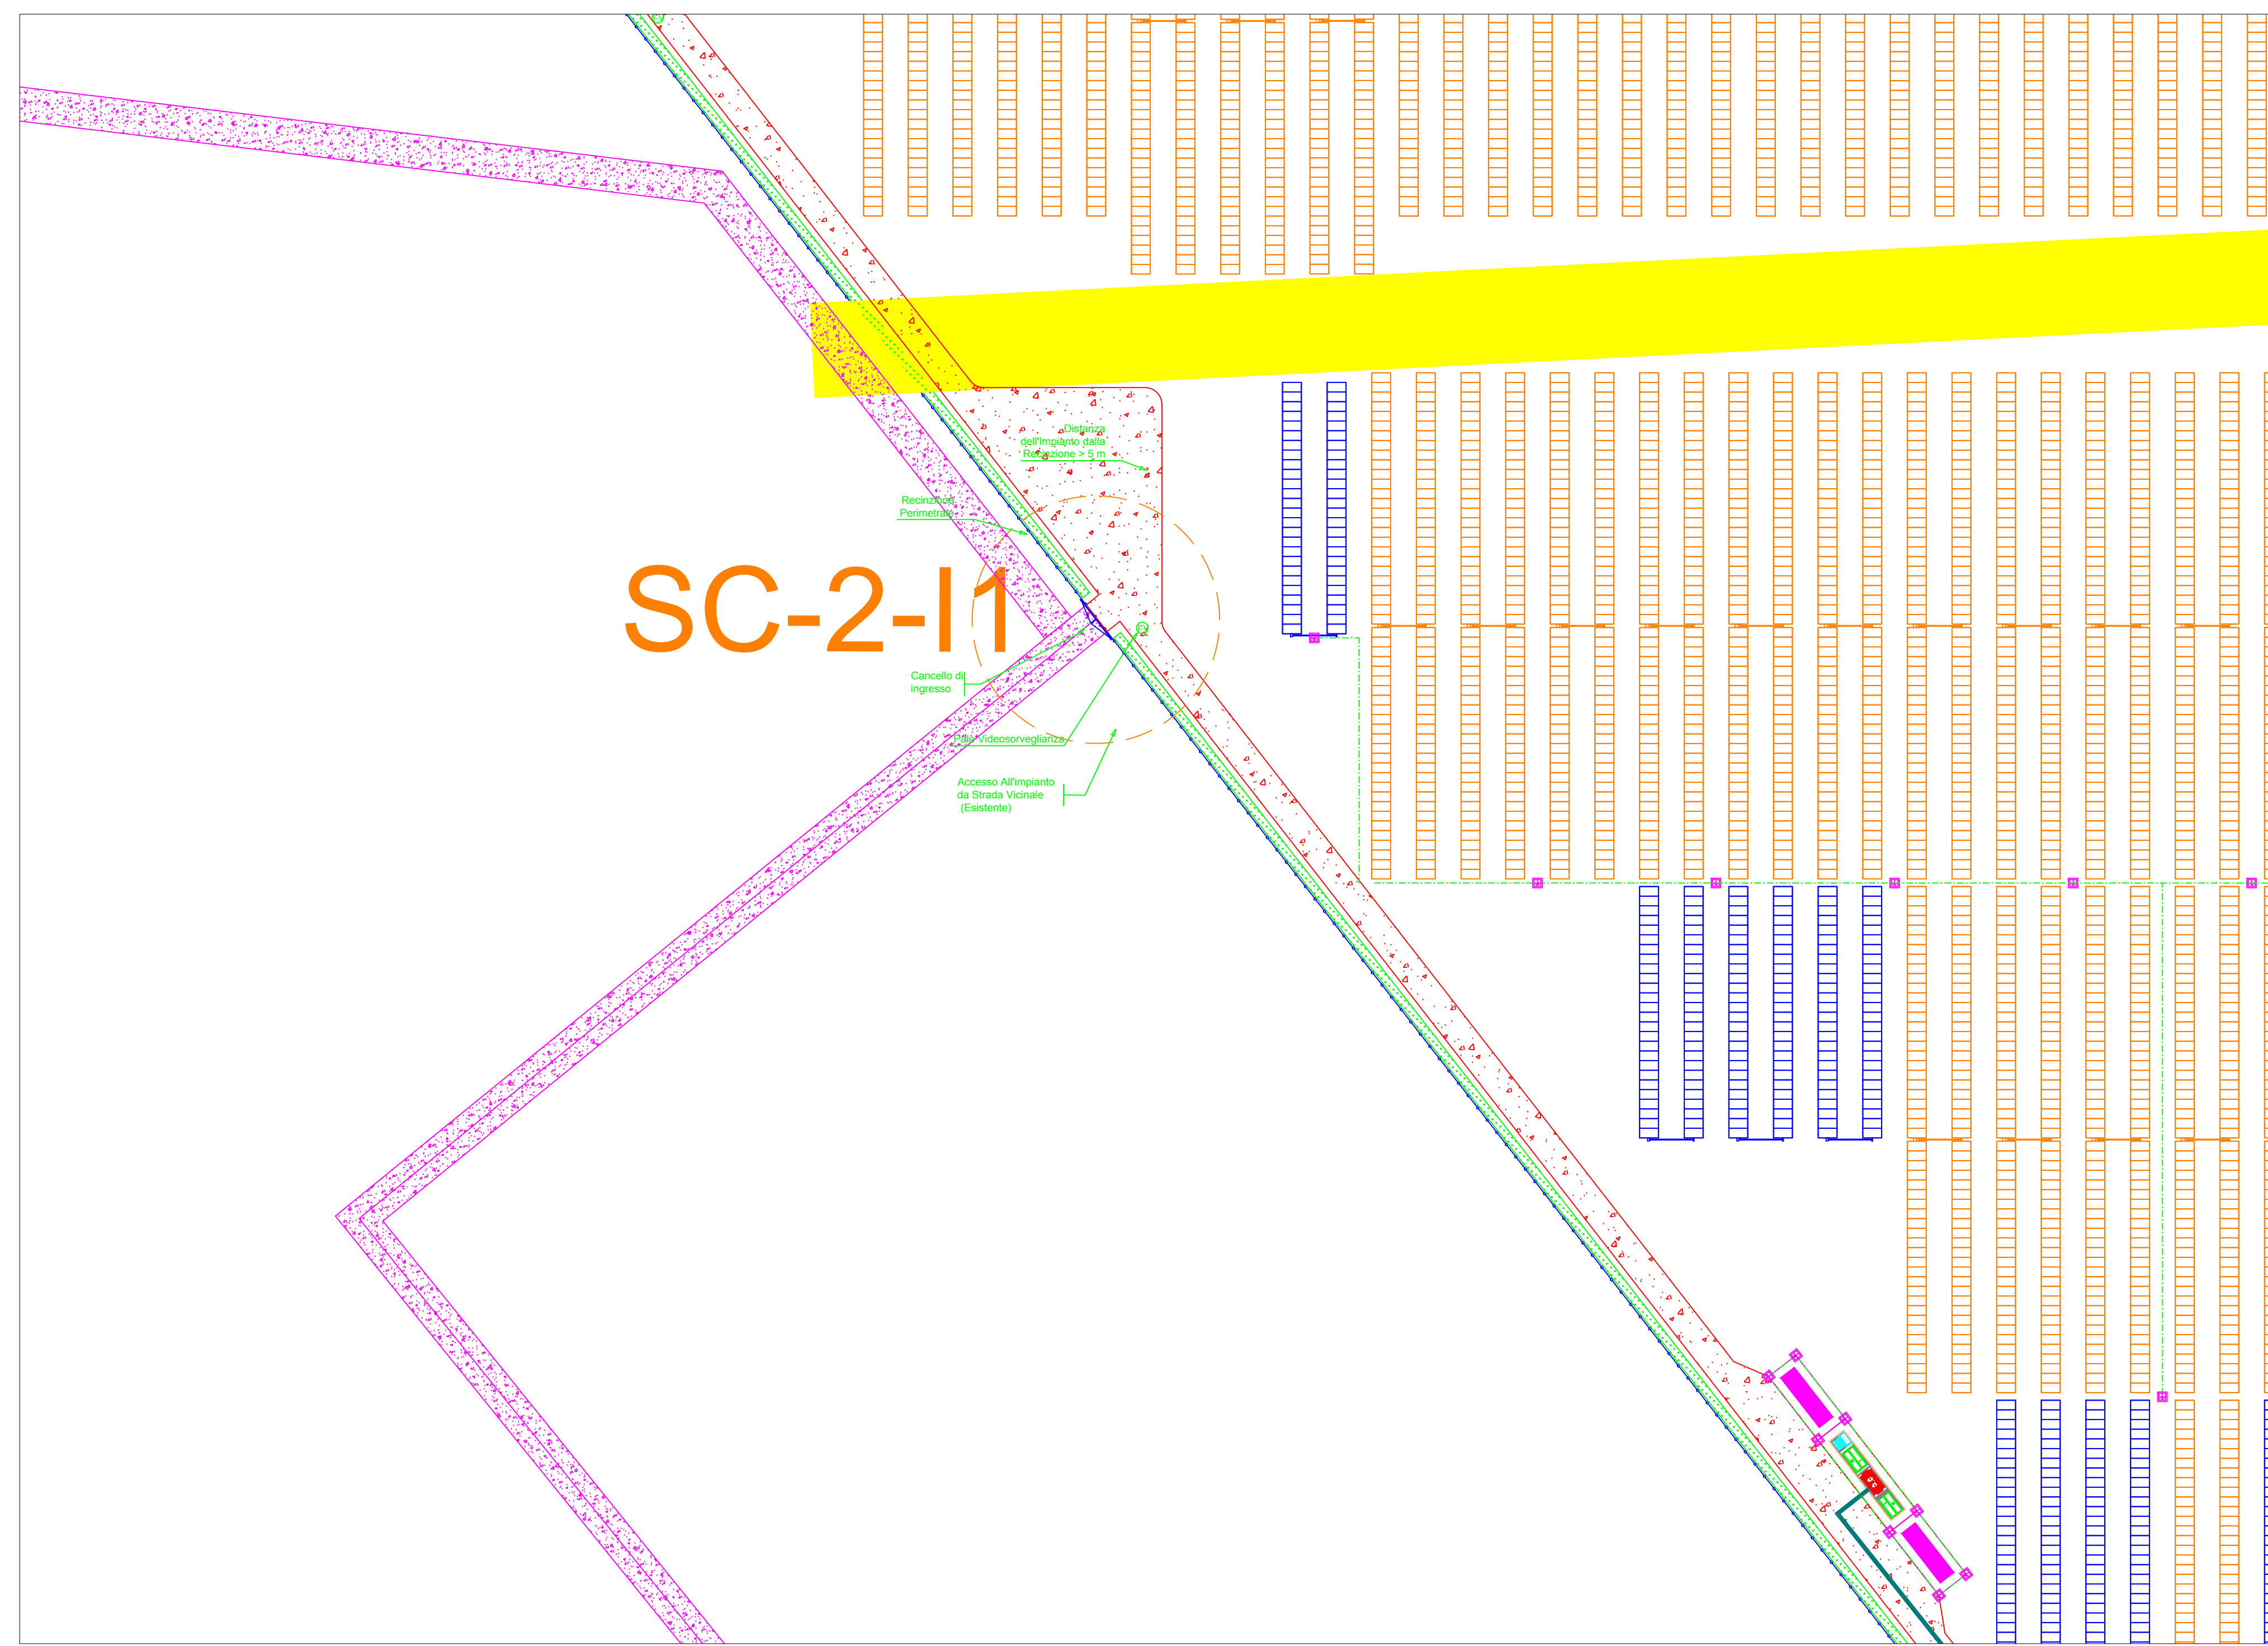 Distanza
dell'Impianto dalla
Recinzione > 5 m
Recinzione
Perimetrale
SC-2-I1
Cancello di
ingresso
Palo Videosorveglianza
Accesso All'impianto
da Strada Vicinale
(Esistente)